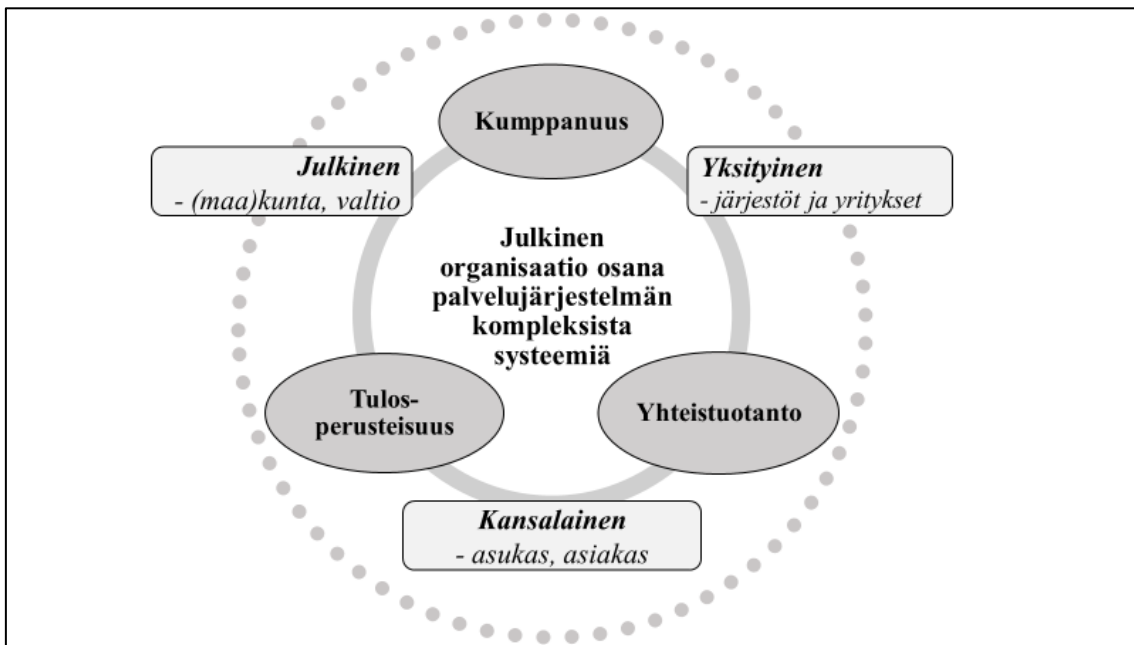 Kumppanuus
Julkinen
- (maa)kunta, valtio
Yksityinen
- järjestöt ja yritykset
Julkinen
organisaatio osana
palvelujärjestelmän
kompleksista
systeemiä
Tulos-
perusteisuus
Yhteistuotanto
Kansalainen
- asukas, asiakas